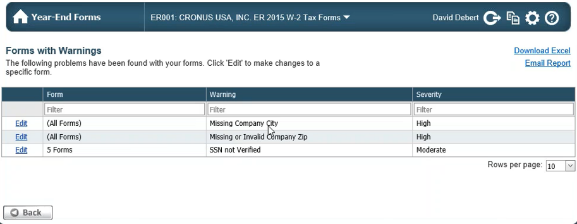 Year-End Forms
ER001: CRONUS USA, INC. ER 2015 W-2 Tax Forms
David Debert
Forms with Warnings
Download Excel
The following problems have been found with your forms. Click 'Edit' to make changes to a
specific form.
Email Report
Form Warning Severity
Filter Filter Filter
Edit (All Forms) Missing Company City High
Edit (All Forms) Missing or Invalid Company Zip High
Edit 5 Forms SSN not Verified Moderate
Rows per page: 10
Back